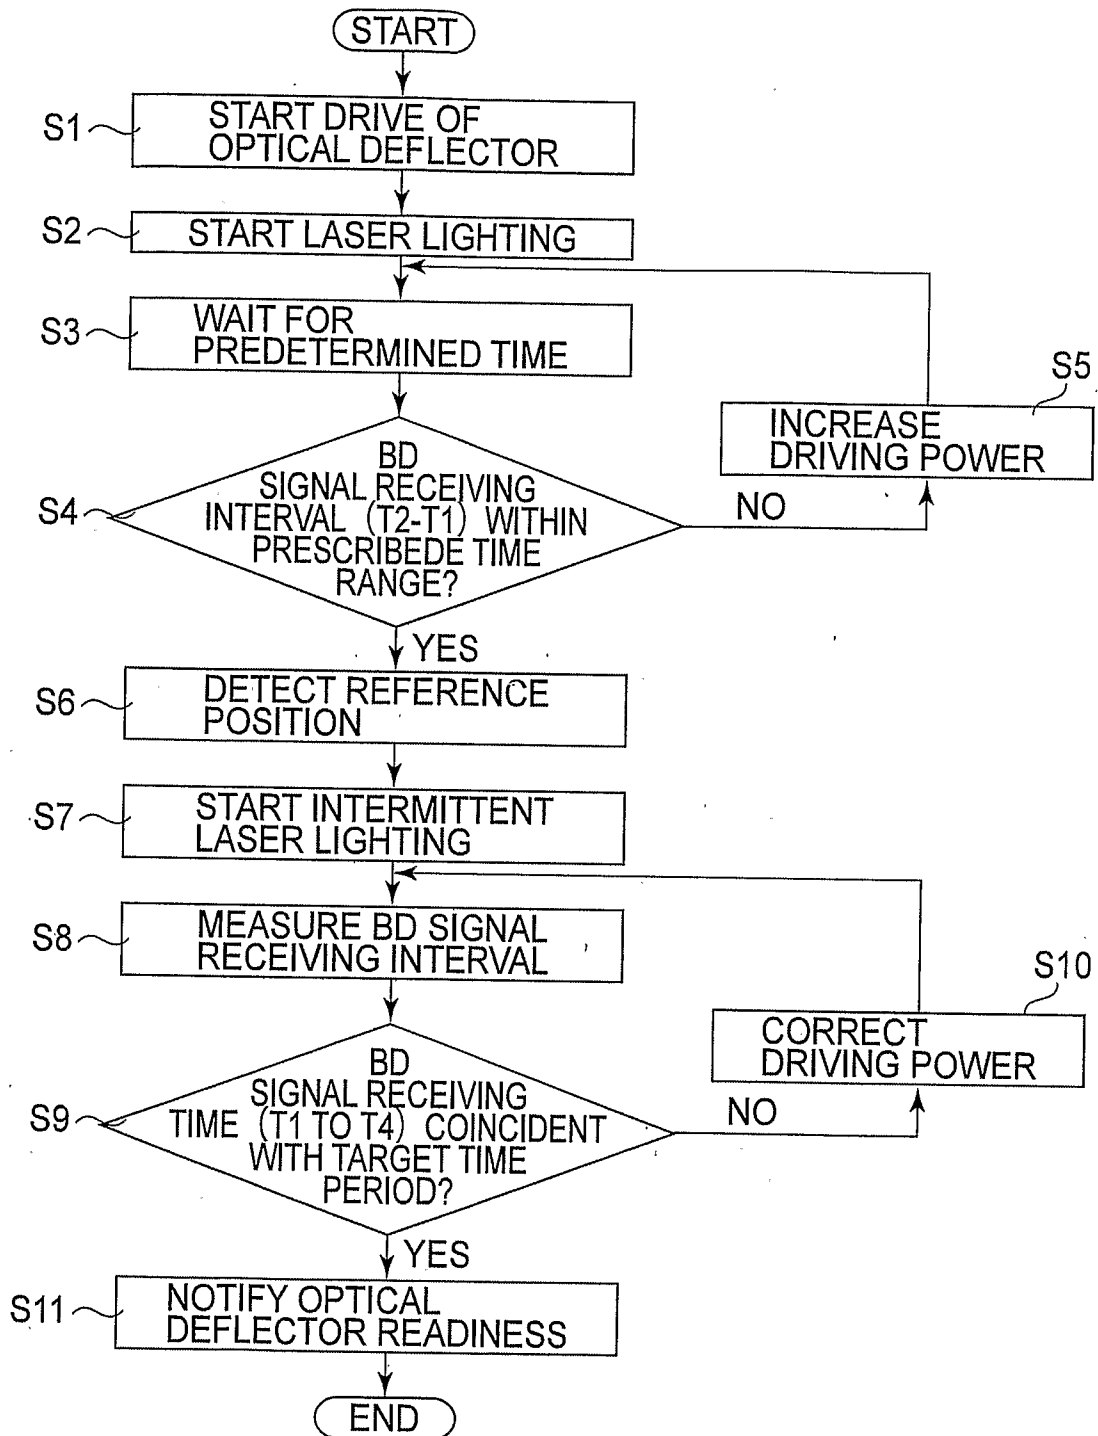 START
S1
START DRIVE OF
OPTICAL DEFLECTOR
S2
START LASER LIGHTING
S3
WAIT FOR
PREDETERMINED TIME
S5
INCREASE
DRIVING POWER
S4
BD
SIGNAL RECEIVING
INTERVAL (T2-T1) WITHIN
PRESCRIBEDE TIME
RANGE?
NO
YES
S6
DETECT REFERENCE
POSITION
S7
START INTERMITTENT
LASER LIGHTING
S8
MEASURE BD SIGNAL
RECEIVING INTERVAL
S10
CORRECT
DRIVING POWER
S9
BD
SIGNAL RECEIVING
TIME (T1 TO T4) COINCIDENT
WITH TARGET TIME
PERIOD?
NO
YES
S11
NOTIFY OPTICAL
DEFLECTOR READINESS
END